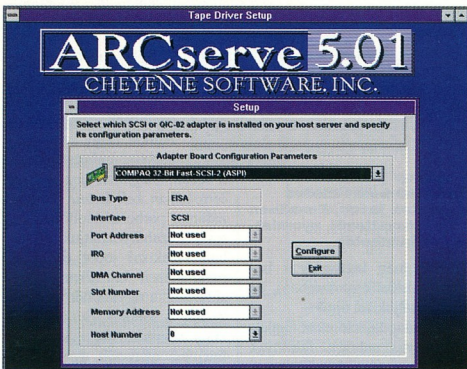 Tape Driver Setup
ARCserve 5.01
CHEYENNE SOFTWARE, INC.
Setup
Select which SCSI or QIC-02 adapter is installed on your host server and specify
its configuration parameters.
Adapter Board Configuration Parameters
COMPAQ 32-Bit Fast-SCSI-2 (ASPI)
Bus Type EISA
Interface SCSI
Port Address Not used
IRQ Not used
DMA Channel Not used
Slot Number Not used
Memory Address Not used
Host Number 0
Configure
Exit